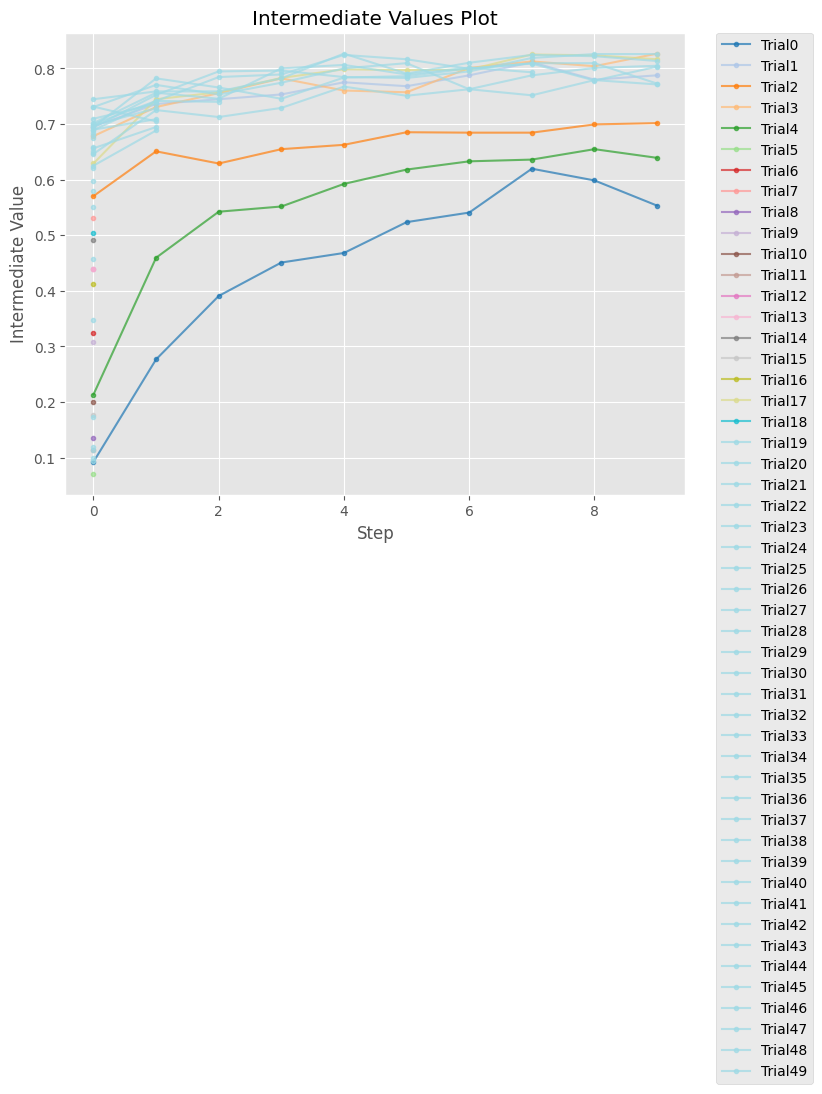 Intermediate Values Plot
Intermediate Value
0.8
0.7
0.6
0.5
0.4
0.3
0.2
0.1
0 2 4 6 8
Step
Trial0
Trial1
Trial2
Trial3
Trial4
Trial5
Trial6
Trial7
Trial8
Trial9
Trial10
Trial11
Trial12
Trial13
Trial14
Trial15
Trial16
Trial17
Trial18
Trial19
Trial20
Trial21
Trial22
Trial23
Trial24
Trial25
Trial26
Trial27
Trial28
Trial29
Trial30
Trial31
Trial32
Trial33
Trial34
Trial35
Trial36
Trial37
Trial38
Trial39
Trial40
Trial41
Trial42
Trial43
Trial44
Trial45
Trial46
Trial47
Trial48
Trial49